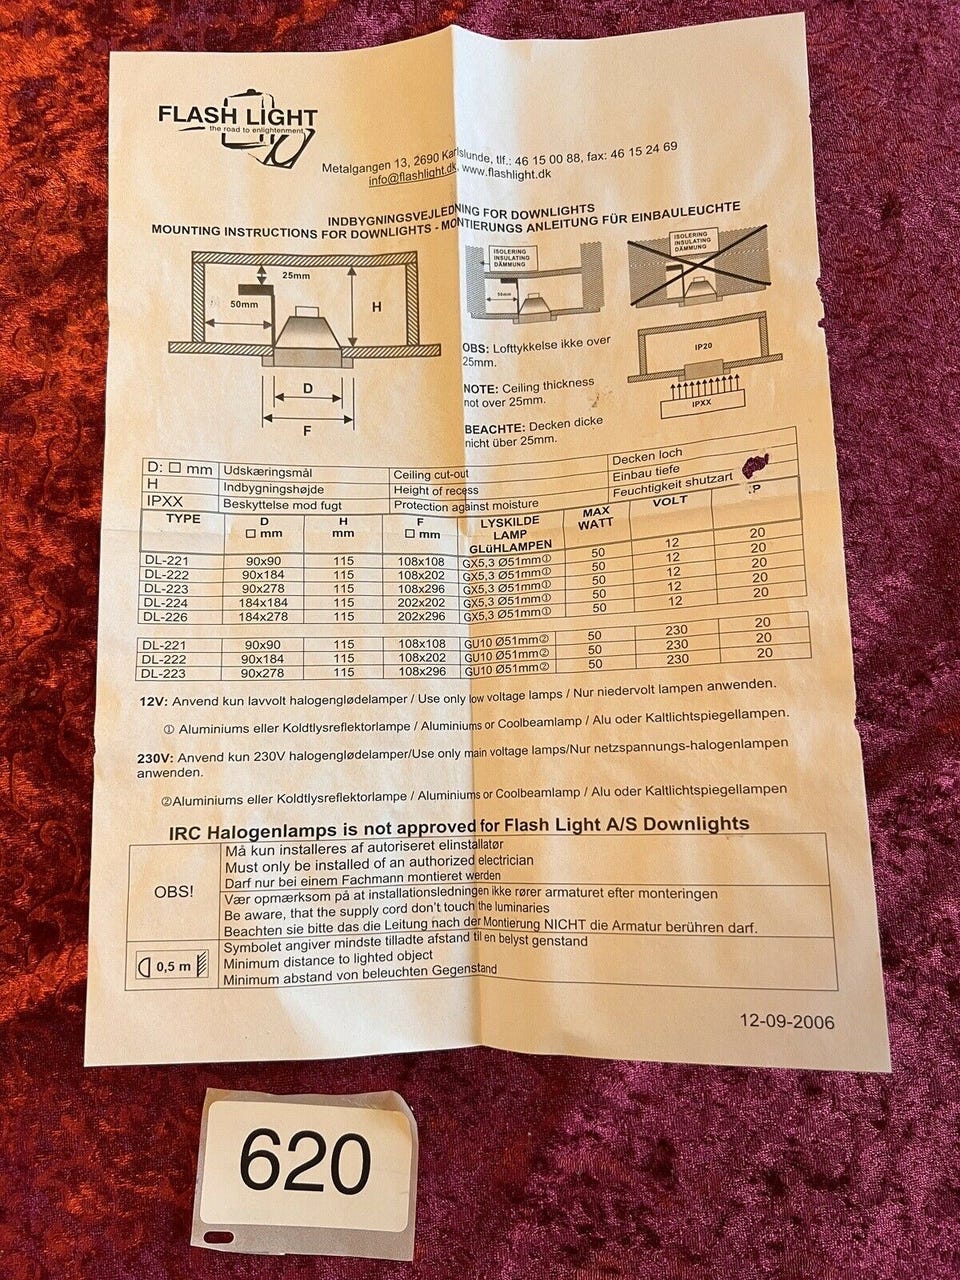 FLASH LIGHT
the road to enlightenment
Metalgangen 13, 2690 Karlslunde, tlf.: 46 15 00 88, fax: 46 15 24 69
info@flashlight.dk, www.flashlight.dk
INDBYGNINGSVEJLEDNING FOR DOWNLIGHTS
MOUNTING INSTRUCTIONS FOR DOWNLIGHTS - MONTIERUNGS ANLEITUNG FÜR EINBAULEUCHTE
25mm
50mm
H
D
F
ISOLERING
INSULATING
DÄMMUNG
50mm
ISOLERING
INSULATING
DÄMMUNG
IP20
IPXX
OBS: Lofttykkelse ikke over
25mm.
NOTE: Ceiling thickness
not over 25mm.
BEACHTE: Decken dicke
nicht über 25mm.
D: □ mm Udskæringsmål Ceiling cut-out Decken loch
H Indbygningshøjde Height of recess Einbau tiefe
IPXX Beskyttelse mod fugt Protection against moisture Feuchtigkeit shutzart
TYPE D □ mm H mm F □ mm LYSKILDE LAMP GLüHLAMPEN MAX WATT VOLT IP
DL-221 90x90 115 108x108 GX5,3 Ø51mm① 50 12 20
DL-222 90x184 115 108x202 GX5,3 Ø51mm① 50 12 20
DL-223 90x278 115 108x296 GX5,3 Ø51mm① 50 12 20
DL-224 184x184 115 202x202 GX5,3 Ø51mm① 50 12 20
DL-226 184x278 115 202x296 GX5,3 Ø51mm① 50 12 20
DL-221 90x90 115 108x108 GU10 Ø51mm② 50 230 20
DL-222 90x184 115 108x202 GU10 Ø51mm② 50 230 20
DL-223 90x278 115 108x296 GU10 Ø51mm② 50 230 20
12V: Anvend kun lavvolt halogenglødelamper / Use only low voltage lamps / Nur niedervolt lampen anwenden.
① Aluminiums eller Koldtlysreflektorlampe / Aluminiums or Coolbeamlamp / Alu oder Kaltlichtspiegellampen.
230V: Anvend kun 230V halogenglødelamper/Use only main voltage lamps/Nur netzspannungs-halogenlampen
anwenden.
②Aluminiums eller Koldtlysreflektorlampe / Aluminiums or Coolbeamlamp / Alu oder Kaltlichtspiegellampen
IRC Halogenlamps is not approved for Flash Light A/S Downlights
OBS!
Må kun installeres af autoriseret elinstallatør
Must only be installed of an authorized electrician
Darf nur bei einem Fachmann montieret werden
Vær opmærksom på at installationsledningen ikke rører armaturet efter monteringen
Be aware, that the supply cord don't touch the luminaries
Beachten sie bitte das die Leitung nach der Montierung NICHT die Armatur berühren darf.
0,5 m
Symbolet angiver mindste tilladte afstand til en belyst genstand
Minimum distance to lighted object
Minimum abstand von beleuchten Gegenstand
12-09-2006
620